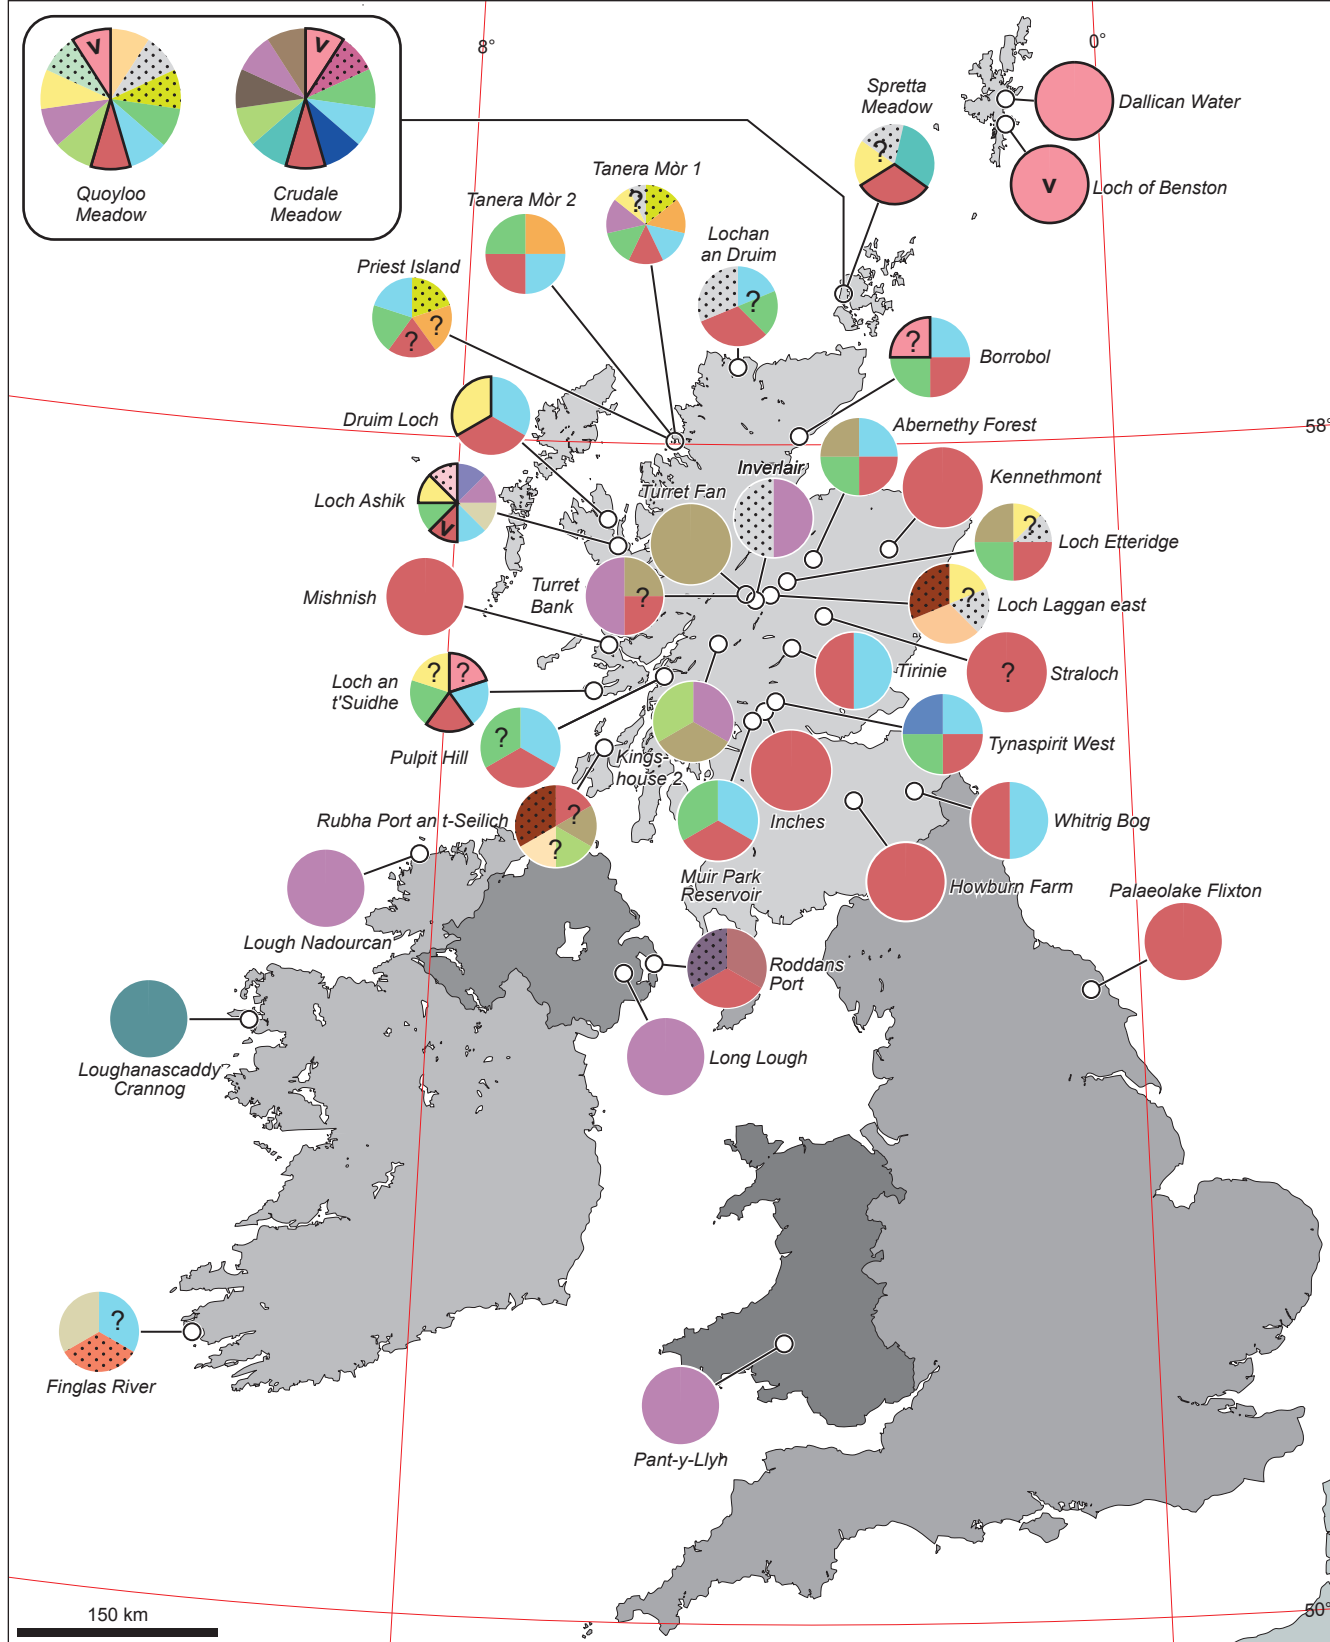 8°
0°
V
V
Quoyloo
Meadow
Crudale
Meadow
Spretta
Meadow
?
Dallican Water
V
Loch of Benston
Tanera Mòr 2
Tanera Mòr 1
?
Lochan
an Druim
?
Priest Island
?
?
?
Borrobol
Druim Loch
58°
Abernethy Forest
Kennethmont
Loch Ashik
V
Turret Fan
Inverlair
?
Loch Etteridge
Mishnish
Turret
Bank
?
?
Loch Laggan east
Loch an
t'Suidhe
?
?
Tirinie
?
Straloch
Pulpit Hill
?
Kings-
house 2
Tynaspirit West
Rubha Port an t-Seilich
?
?
Inches
Whitrig Bog
Muir Park
Reservoir
Howburn Farm
Palaeolake Flixton
Lough Nadourcan
Roddans
Port
Loughanascaddy
Crannog
Long Lough
?
Finglas River
Pant-y-Llyh
150 km
50°